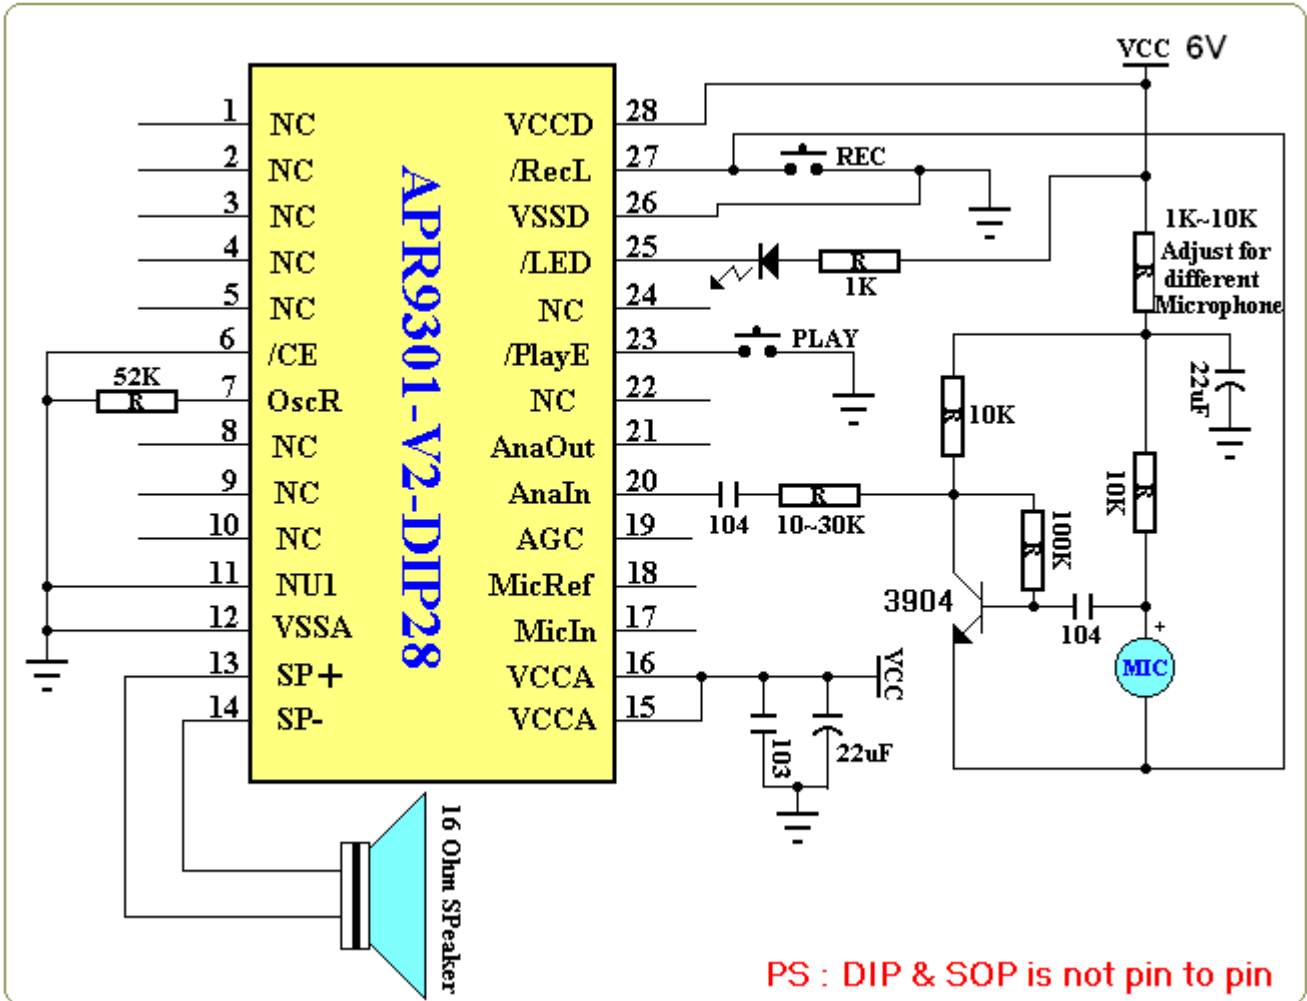 VCC 6V
1 NC VCCD 28
2 NC /RecL 27 REC
3 NC VSSD 26
4 NC /LED 25 R 1K
5 NC NC 24
6 /CE /PlayE 23 PLAY
52K R 7 OscR NC 22
8 NC AnaOut 21
9 NC AnaIn 20 104 R 10~30K
10 NC AGC 19
11 NU1 MicRef 18
12 VSSA MicIn 17
13 SP+ VCCA 16 VCC
14 SP- VCCA 15
APR9301-V2-DIP28
1K~10K
Adjust for
different
Microphone
R
22uF
R 10K
R 10K
R 100K
3904
104
+
MIC
103
22uF
16 Ohm SPeaker
PS : DIP & SOP is not pin to pin